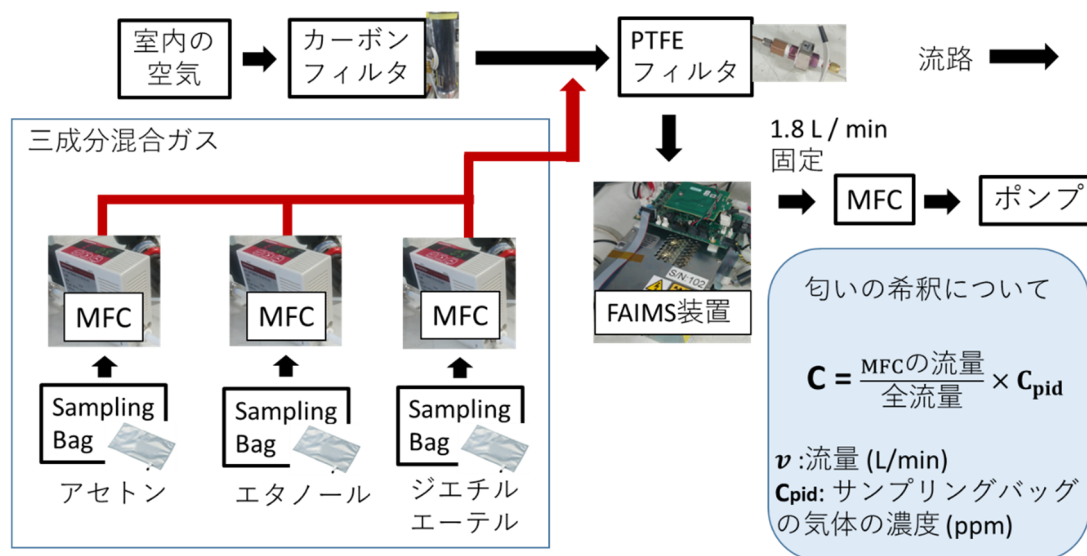 室内の
空気
カーボン
フィルタ
PTFE
フィルタ
流路
三成分混合ガス
1.8 L / min
固定
MFC
ポンプ
S/N:102
FAIMS装置
MFC
MFC
MFC
Sampling
Bag
Sampling
Bag
Sampling
Bag
アセトン
エタノール
ジエチル
エーテル
匂いの希釈について
C = MFCの流量/全流量 × Cpid
v :流量 (L/min)
Cpid: サンプリングバッグ
の気体の濃度 (ppm)